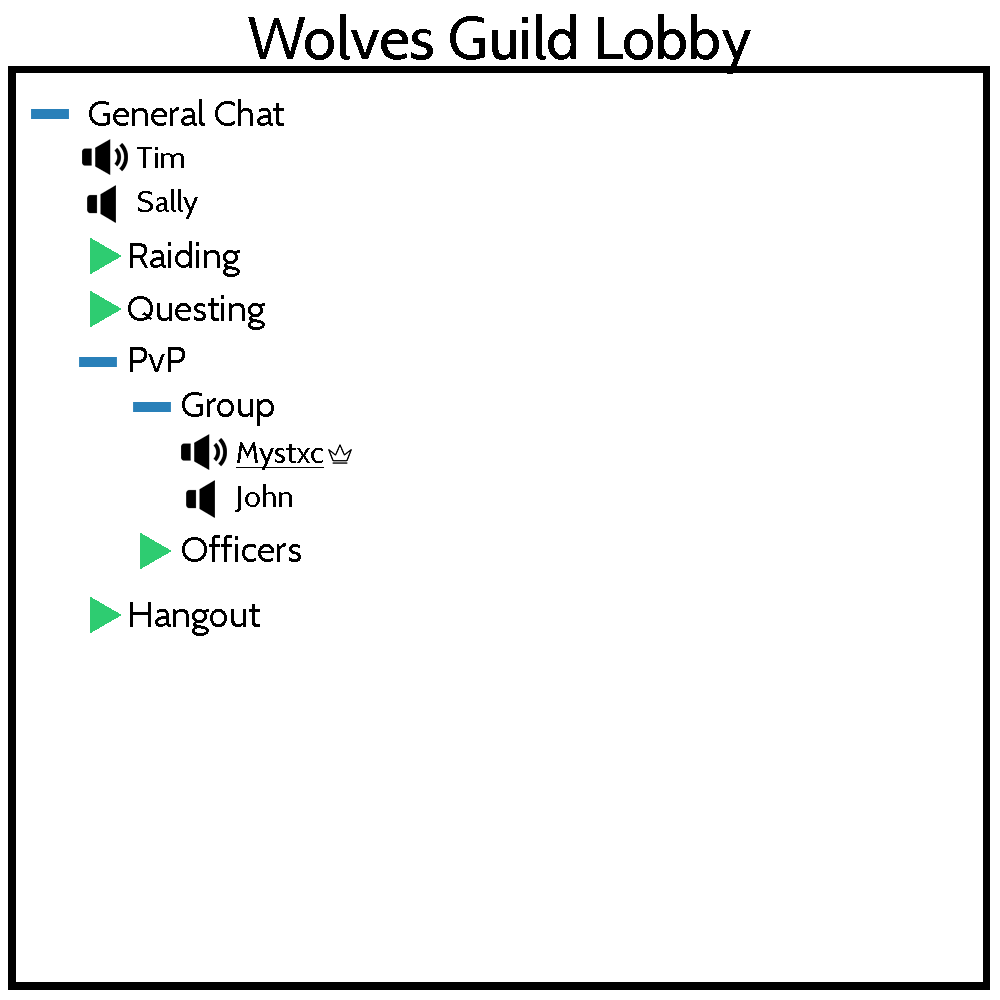 Wolves Guild Lobby
General Chat
Tim
Sally
Raiding
Questing
PvP
Group
Mystxc
John
Officers
Hangout